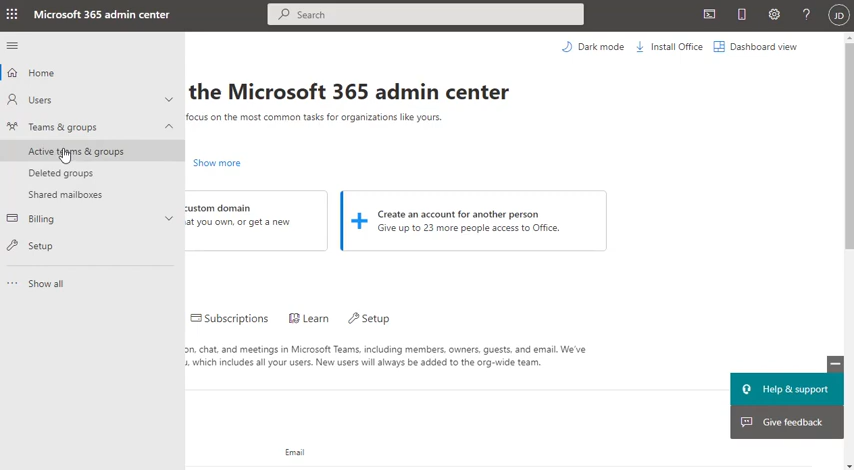 Microsoft 365 admin center
Search
JD
Dark mode
Install Office
Dashboard view
Home
Users
Teams & groups
Active teams & groups
Deleted groups
Shared mailboxes
Billing
Setup
Show all
the Microsoft 365 admin center
focus on the most common tasks for organizations like yours.
Show more
custom domain
at you own, or get a new
Create an account for another person
Give up to 23 more people access to Office.
Subscriptions
Learn
Setup
on, chat, and meetings in Microsoft Teams, including members, owners, guests, and email. We've
, which includes all your users. New users will always be added to the org-wide team.
Email
Help & support
Give feedback